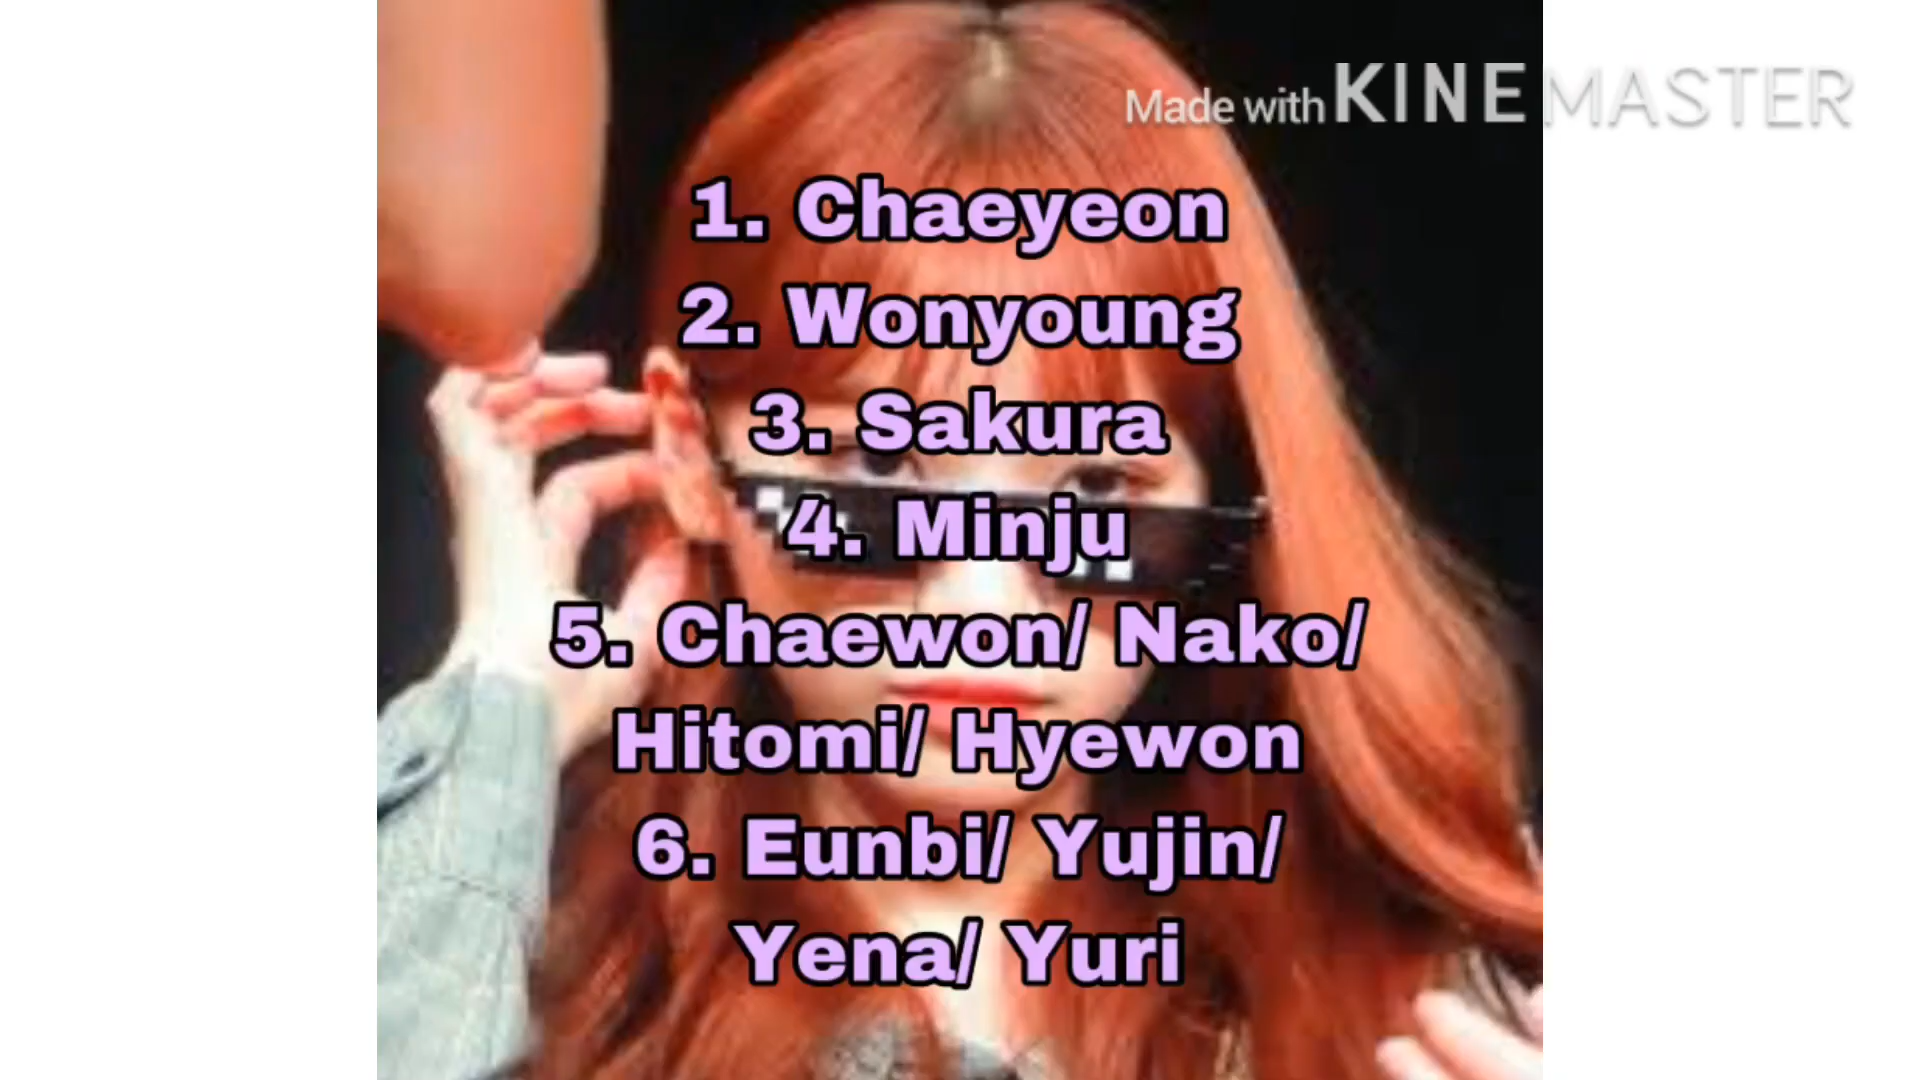 Made with KINEMASTER
1. Chaeyeon
2. Wonyoung
3. Sakura
4. Minju
5. Chaewon/ Nako/
Hitomi/ Hyewon
6. Eunbi/ Yujin/
Yena/ Yuri